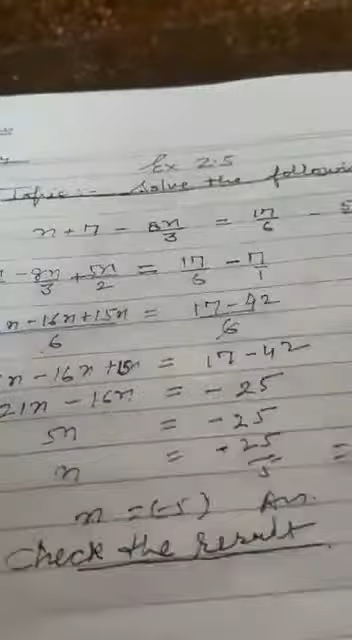 Ex 2.5
Topic:- Solve the following
x + 7 - 8x/3 = 17/6 - 5
- 8x/3 + 5x/2 = 17/6 - 7/1
x - 16x + 15x / 6 = 17 - 42 / 6
x - 16x + 15x = 17 - 42
21x - 16x = - 25
5x = - 25
x = - 25/5 =
x = (-5) Ans.
Check the result